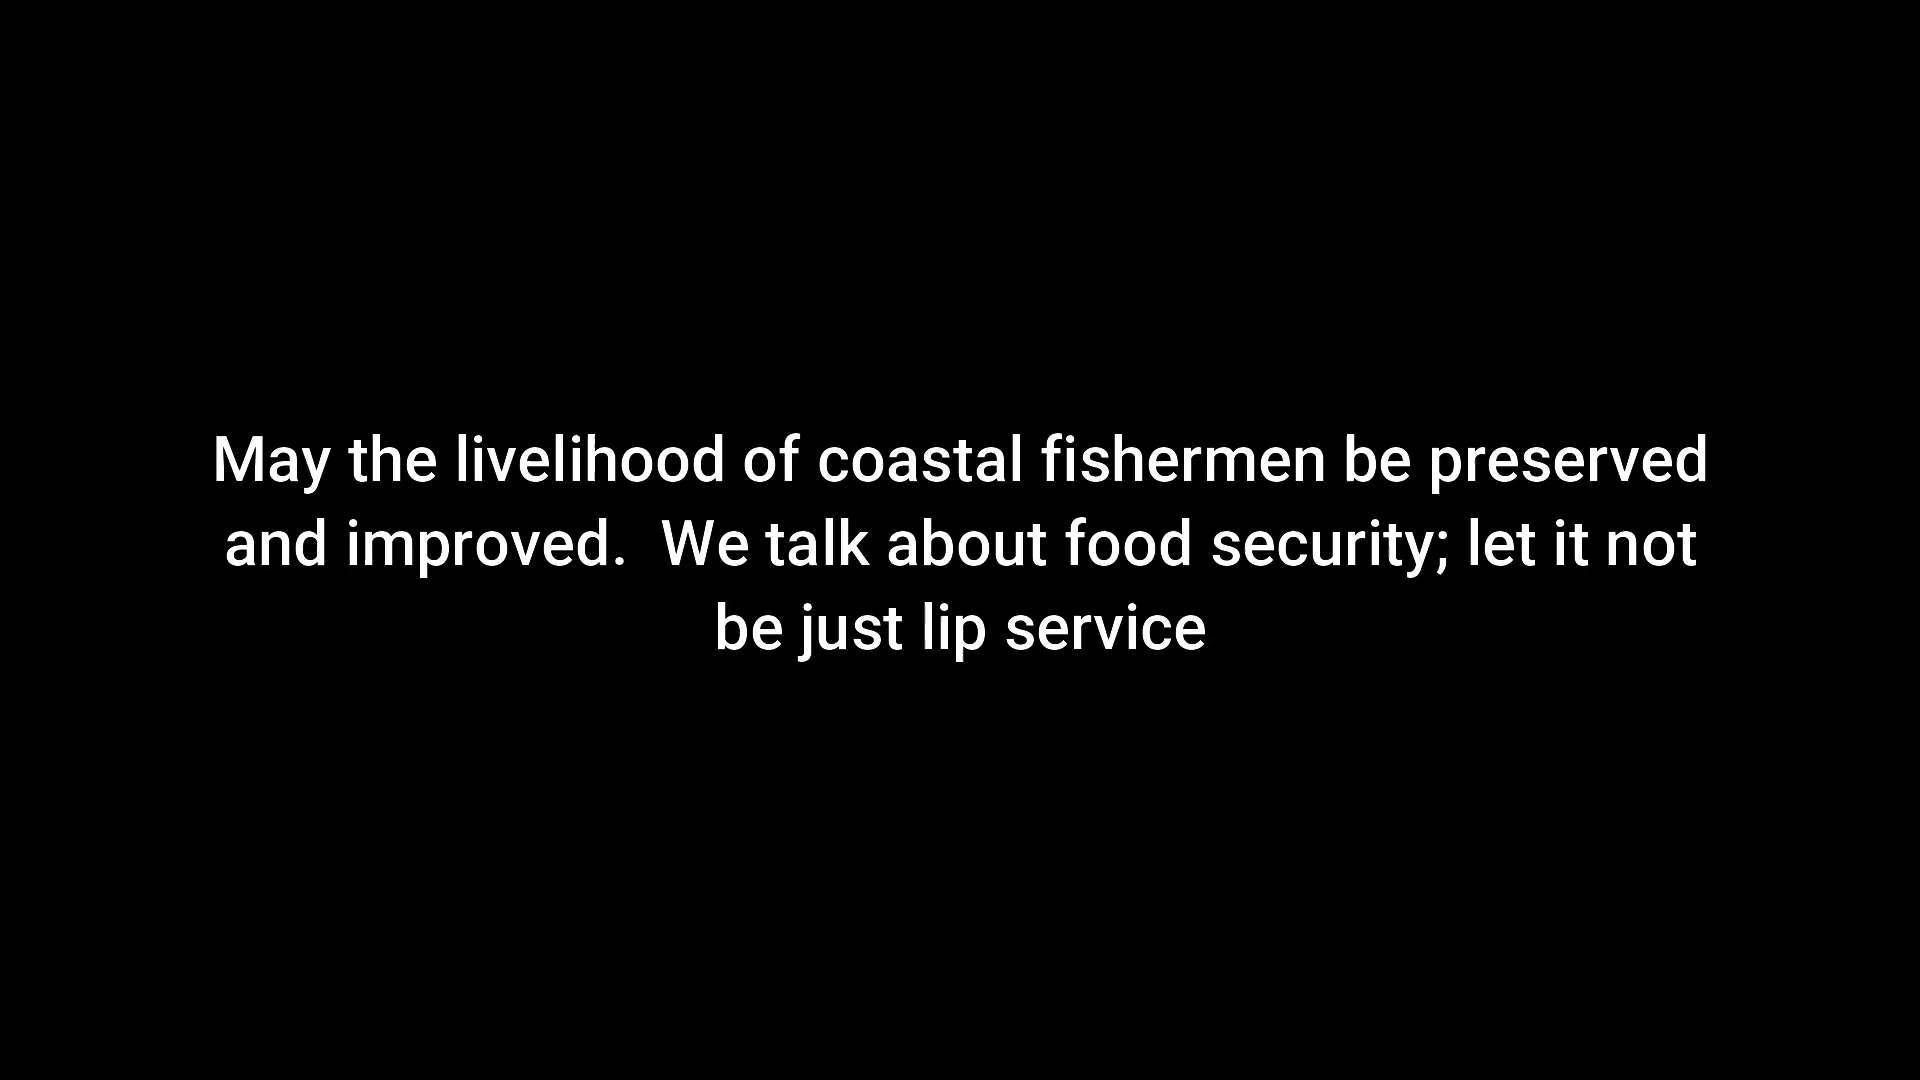 May the livelihood of coastal fishermen be preserved
and improved.  We talk about food security; let it not
be just lip service